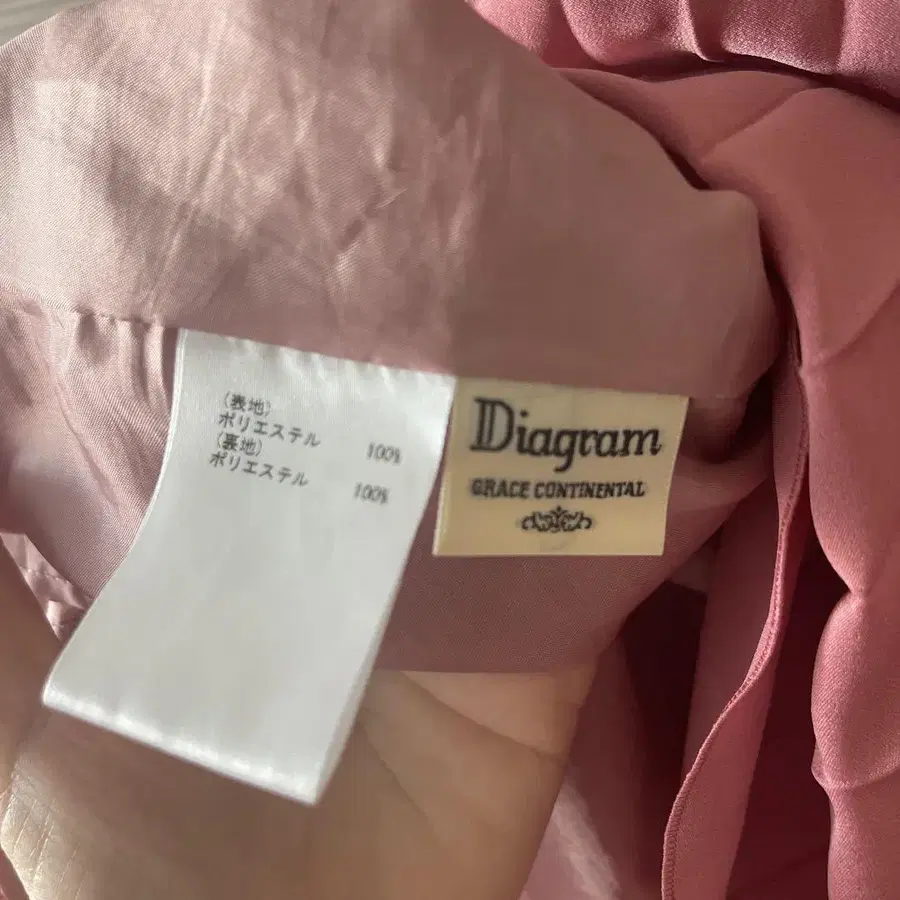 (表地)
ポリエステル 100%
(裏地)
ポリエステル 100%
Diagram
GRACE CONTINENTAL